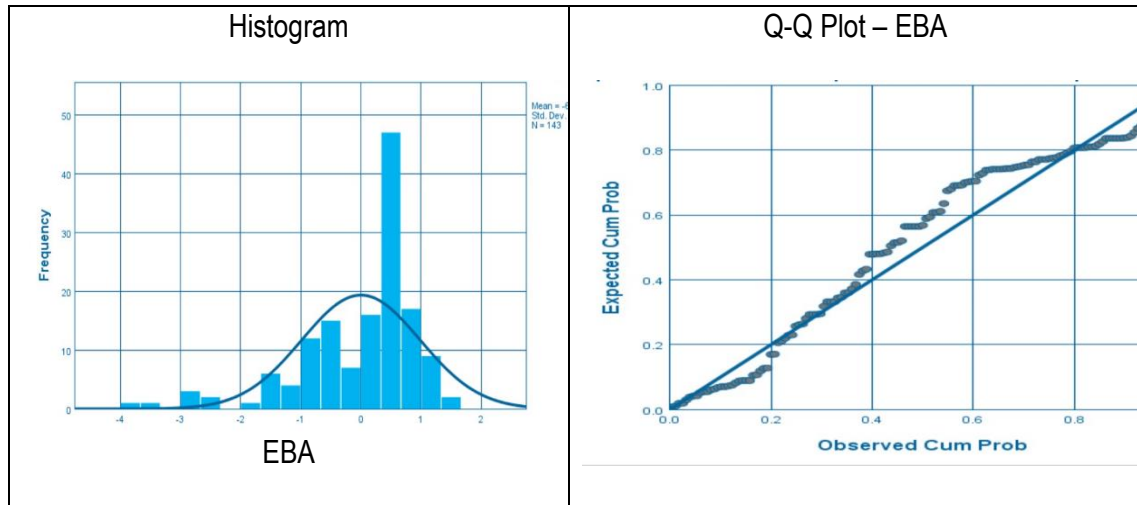 Histogram
Mean = -6
Std. Dev.
N = 143
50
40
30
20
10
0
Frequency
-4 -3 -2 -1 0 1 2
EBA
Q-Q Plot – EBA
1.0
0.8
0.6
0.4
0.2
0.0
Expected Cum Prob
0.0 0.2 0.4 0.6 0.8
Observed Cum Prob